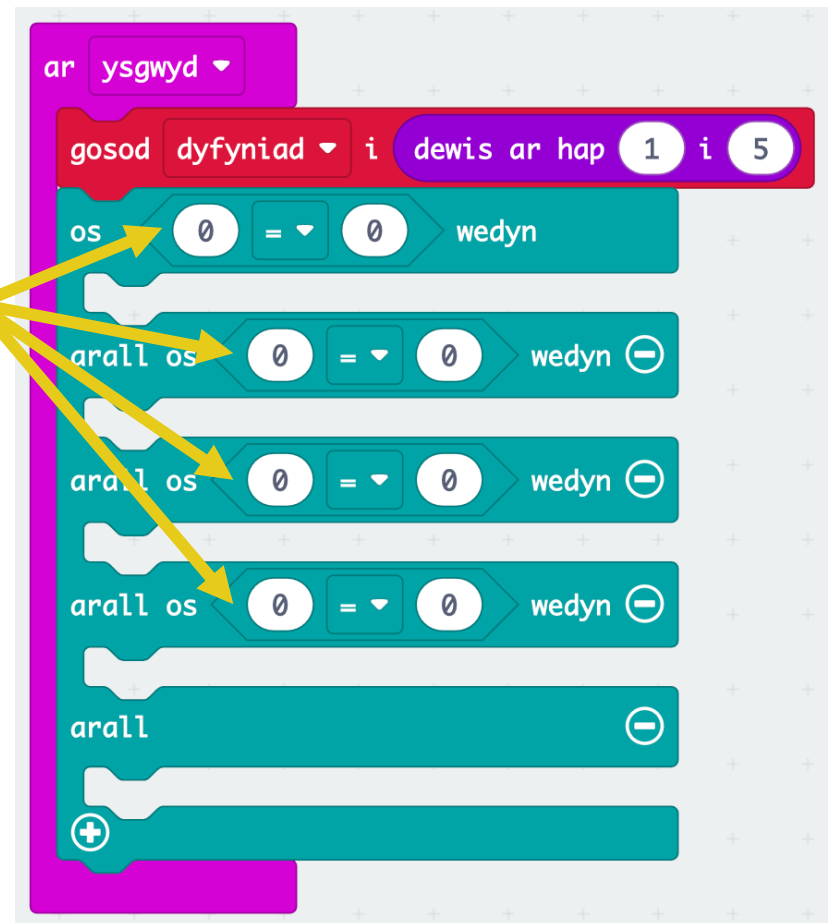 ar ysgwyd
gosod dyfyniad i dewis ar hap 1 i 5
os 0 = 0 wedyn
arall os 0 = 0 wedyn
arall os 0 = 0 wedyn
arall os 0 = 0 wedyn
arall